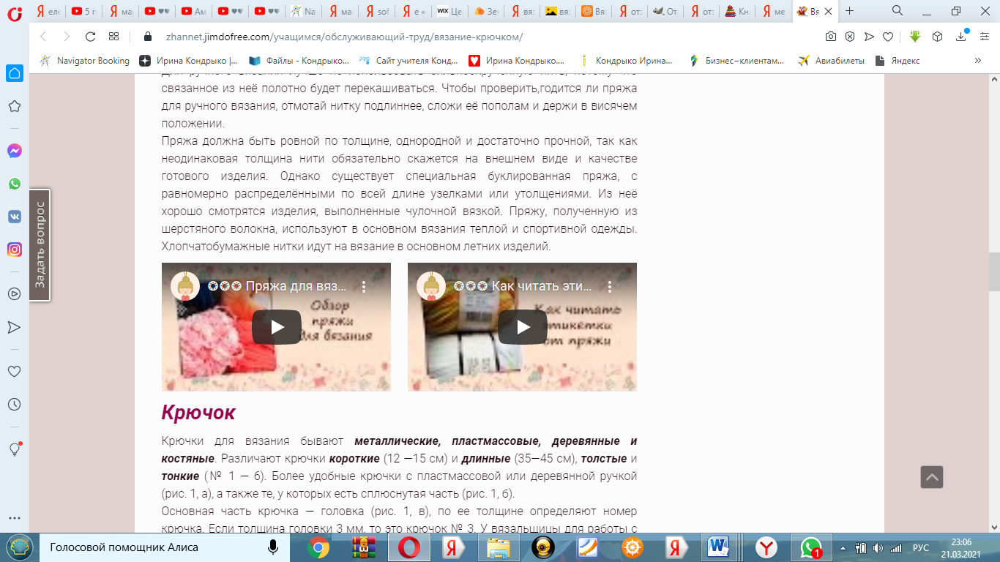 еле
5 г
ма
♥♥
Ам
♥♥
♥♥
Na
ма
sof
е «
WIX Це
Зе
вя
вя
Вя
от
От
от
Кн
ме
Вя
zhannet.jimdofree.com/учащимся/обслуживающий-труд/вязание-крючком/
Navigator Booking
Ирина Кондрыко |...
Файлы - Кондрыко...
Сайт учителя Конд...
Ирина Кондрыко....
Кондрыко Ирина...
Бизнес–клиентам...
Авиабилеты
Яндекс
»
связанное из неё полотно будет перекашиваться. Чтобы проверить,годится ли пряжа
для ручного вязания, отмотай нитку подлиннее, сложи её пополам и держи в висячем
положении.
Пряжа должна быть ровной по толщине, однородной и достаточно прочной, так как
неодинаковая толщина нити обязательно скажется на внешнем виде и качестве
готового изделия. Однако существует специальная буклированная пряжа, с
равномерно распределёнными по всей длине узелками или утолщениями. Из неё
хорошо смотрятся изделия, выполненные чулочной вязкой. Пряжу, полученную из
шерстяного волокна, используют в основном вязания теплой и спортивной одежды.
Хлопчатобумажные нитки идут на вязание в основном летних изделий.
Задать вопрос
❂❂❂ Пряжа для вяз...
Обзор
пряжи
для вязания
❂❂❂ Как читать эти...
Как читать
этикетки
от пряжи
Крючок
Крючки для вязания бывают металлические, пластмассовые, деревянные и
костяные. Различают крючки короткие (12 —15 см) и длинные (35—45 см), толстые и
тонкие (№ 1 — 6). Более удобные крючки с пластмассовой или деревянной ручкой
(рис. 1, а), а также те, у которых есть сплюснутая часть (рис. 1, б).
Основная часть крючка — головка (рис. 1, в), по ее толщине определяют номер
крючка. Если толщина головки 3 мм, то это крючок № 3. У вязальщицы для работы с
Голосовой помощник Алиса
1
РУС
23:06
21.03.2021